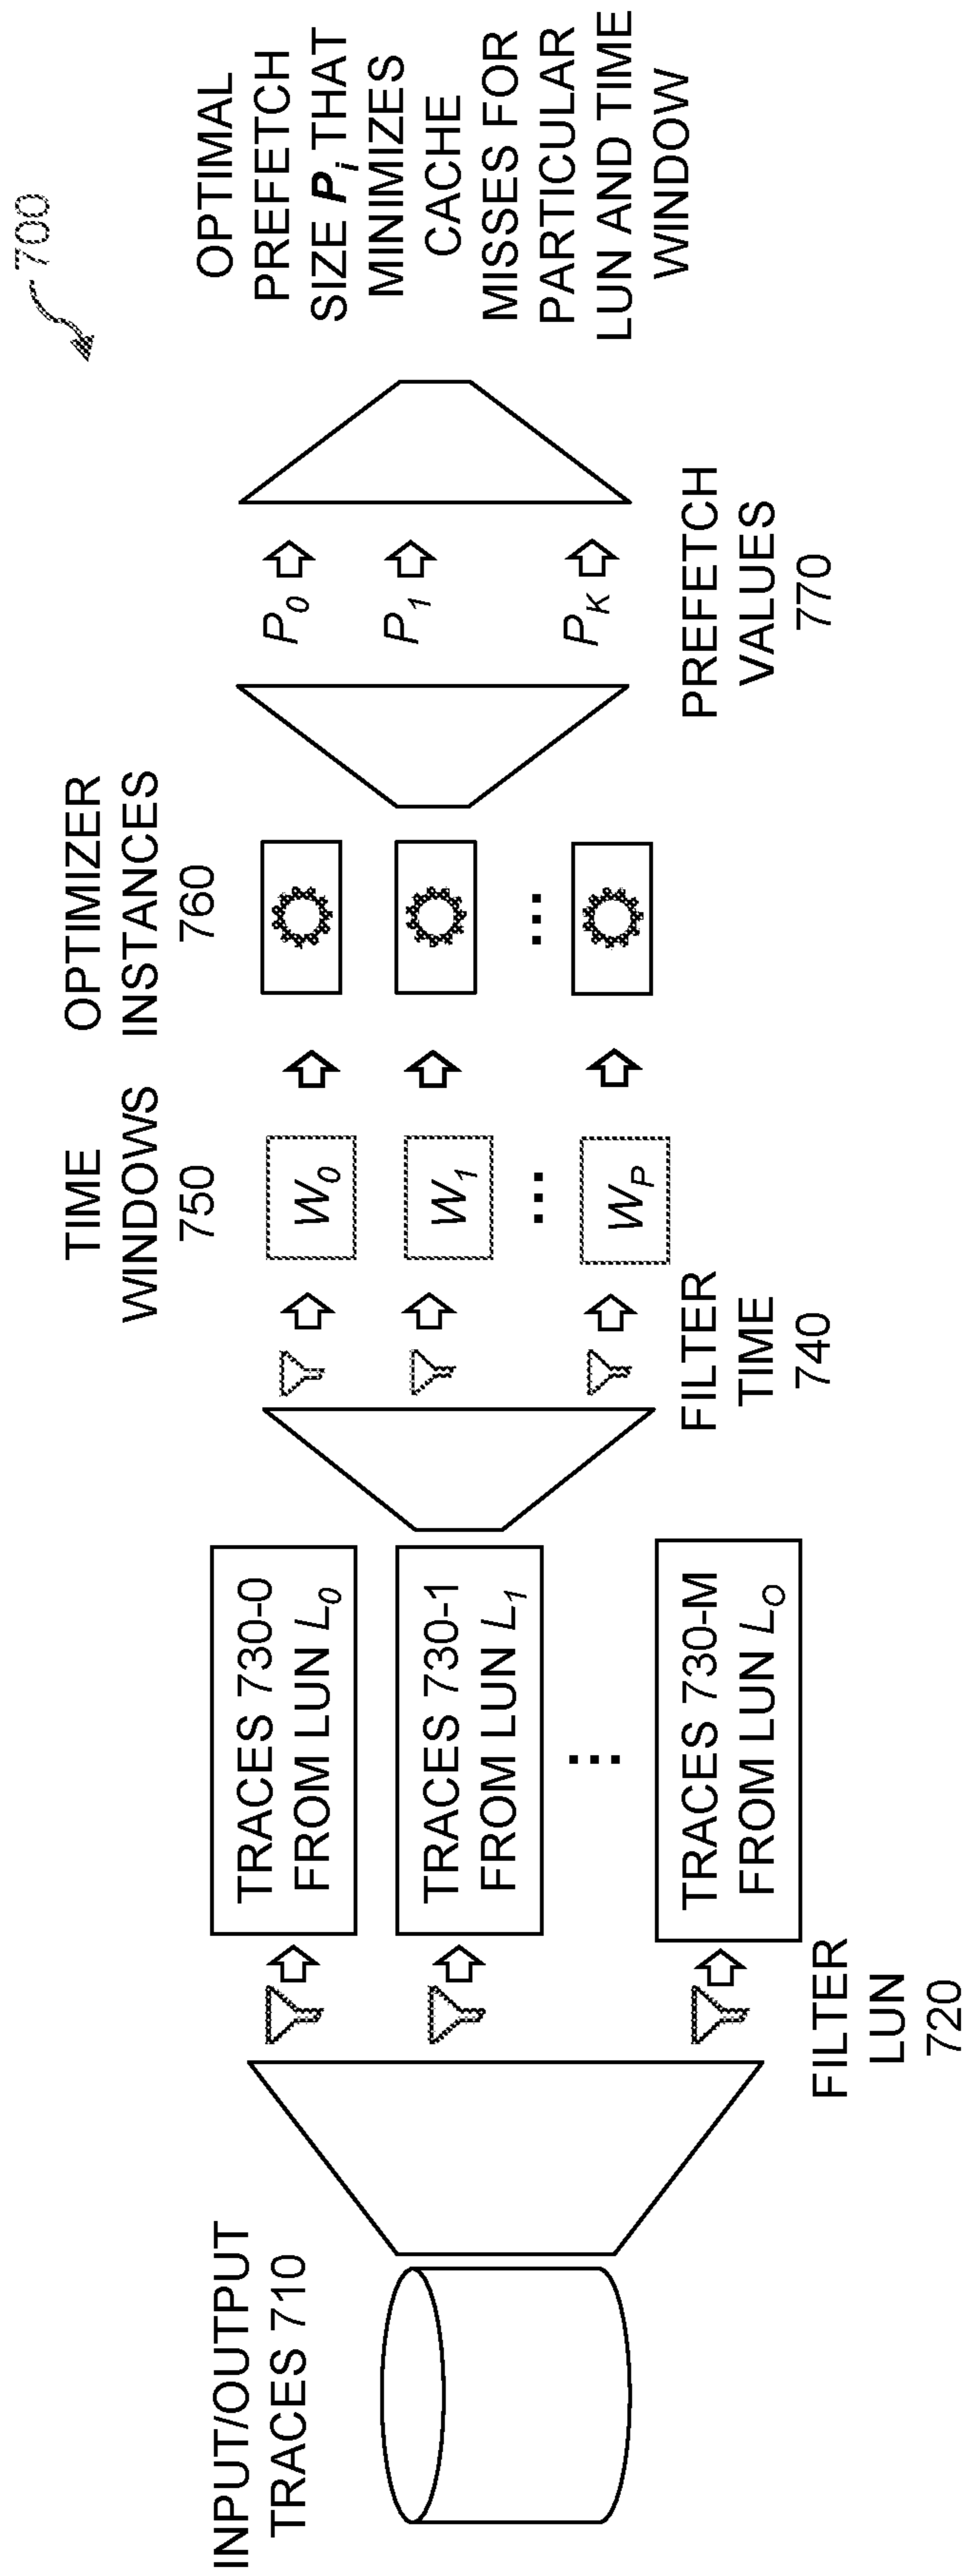 700
INPUT/OUTPUT
TRACES 710
FILTER
LUN
720
TRACES 730-0
FROM LUN L0
TRACES 730-1
FROM LUN L1
...
TRACES 730-M
FROM LUN LO
FILTER
TIME
740
TIME
WINDOWS
750
W0
W1
...
WP
OPTIMIZER
INSTANCES
760
...
P0
P1
PK
PREFETCH
VALUES
770
OPTIMAL
PREFETCH
SIZE Pi THAT
MINIMIZES
CACHE
MISSES FOR
PARTICULAR
LUN AND TIME
WINDOW